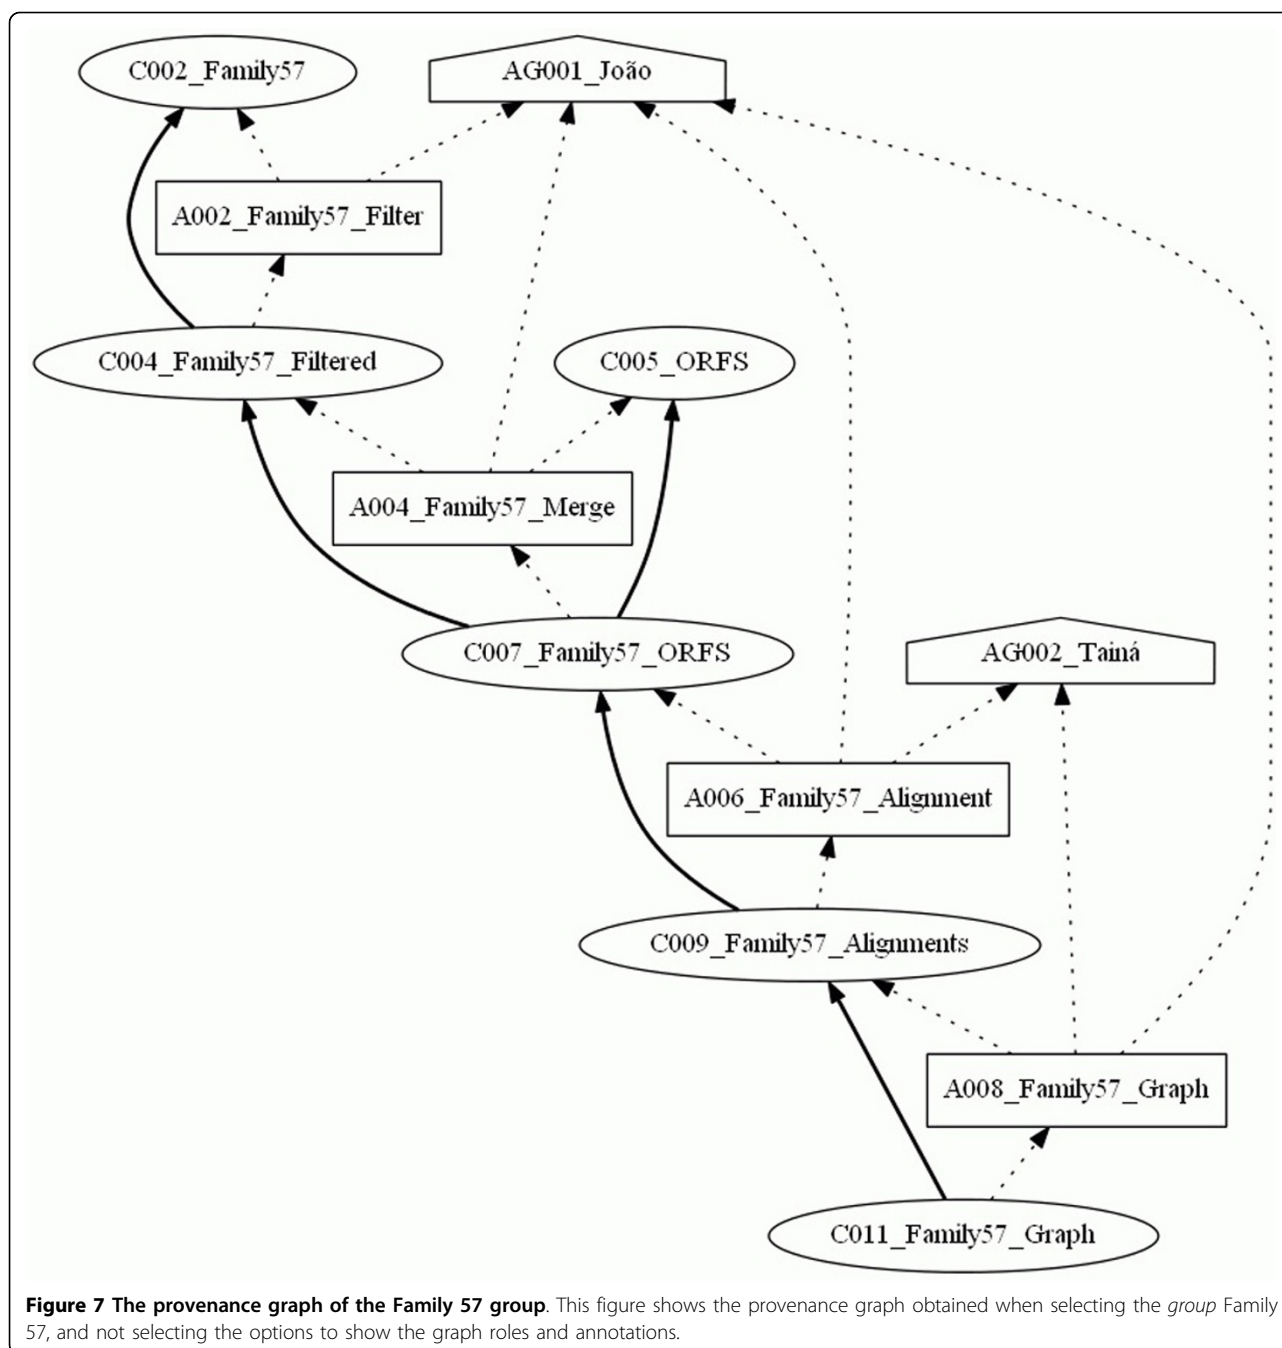 C002_Family57
AG001_João
A002_Family57_Filter
C004_Family57_Filtered
C005_ORFS
A004_Family57_Merge
C007_Family57_ORFS
AG002_Tainá
A006_Family57_Alignment
C009_Family57_Alignments
A008_Family57_Graph
C011_Family57_Graph
Figure 7 The provenance graph of the Family 57 group. This figure shows the provenance graph obtained when selecting the group Family
57, and not selecting the options to show the graph roles and annotations.